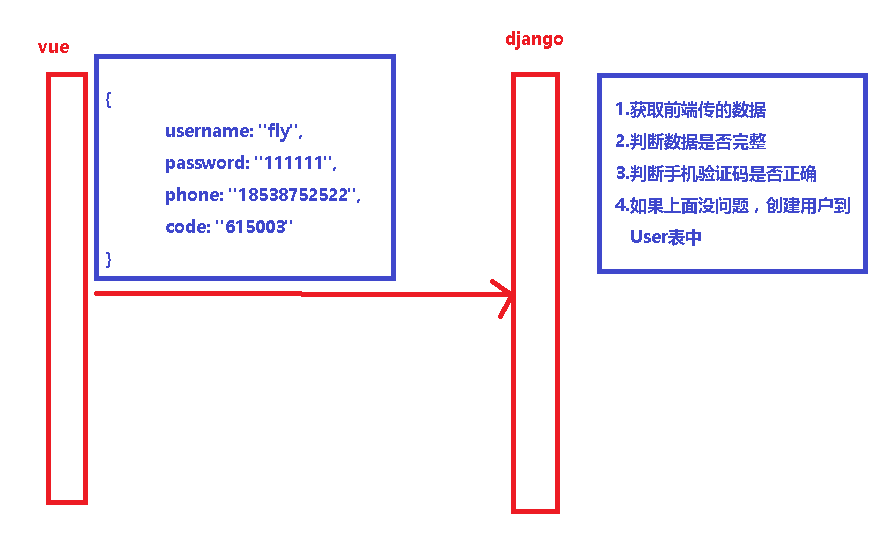 vue
{
username: "fly",
password: "111111",
phone: "18538752522",
code: "615003"
}
django
1.获取前端传的数据
2.判断数据是否完整
3.判断手机验证码是否正确
4.如果上面没问题，创建用户到
User表中